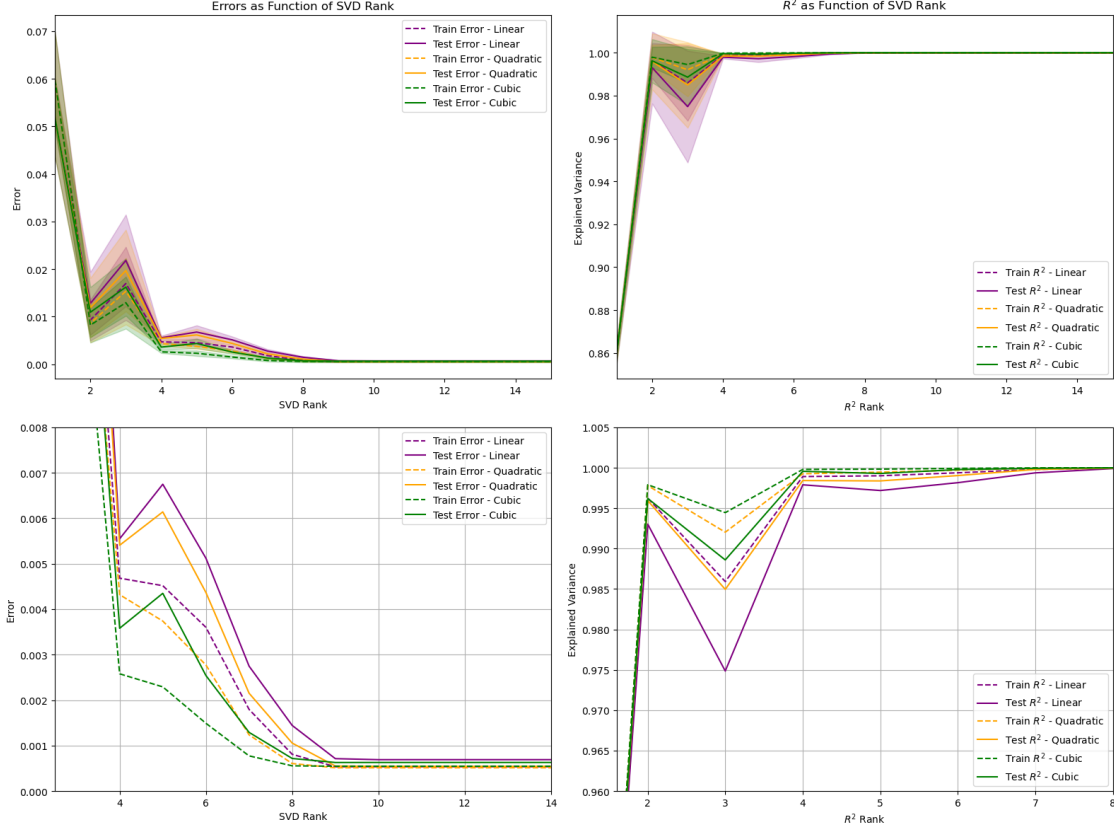 Errors as Function of SVD Rank
0.07
0.06
0.05
0.04
0.03
0.02
0.01
0.00
Error
2
4
6
8
10
12
14
SVD Rank
Train Error - Linear
Test Error - Linear
Train Error - Quadratic
Test Error - Quadratic
Train Error - Cubic
Test Error - Cubic
R² as Function of SVD Rank
1.00
0.98
0.96
0.94
0.92
0.90
0.88
0.86
Explained Variance
2
4
6
8
10
12
14
R² Rank
Train R² - Linear
Test R² - Linear
Train R² - Quadratic
Test R² - Quadratic
Train R² - Cubic
Test R² - Cubic
0.008
0.007
0.006
0.005
0.004
0.003
0.002
0.001
0.000
Error
4
6
8
10
12
14
SVD Rank
Train Error - Linear
Test Error - Linear
Train Error - Quadratic
Test Error - Quadratic
Train Error - Cubic
Test Error - Cubic
1.005
1.000
0.995
0.990
0.985
0.980
0.975
0.970
0.965
0.960
Explained Variance
2
3
4
5
6
7
8
R² Rank
Train R² - Linear
Test R² - Linear
Train R² - Quadratic
Test R² - Quadratic
Train R² - Cubic
Test R² - Cubic